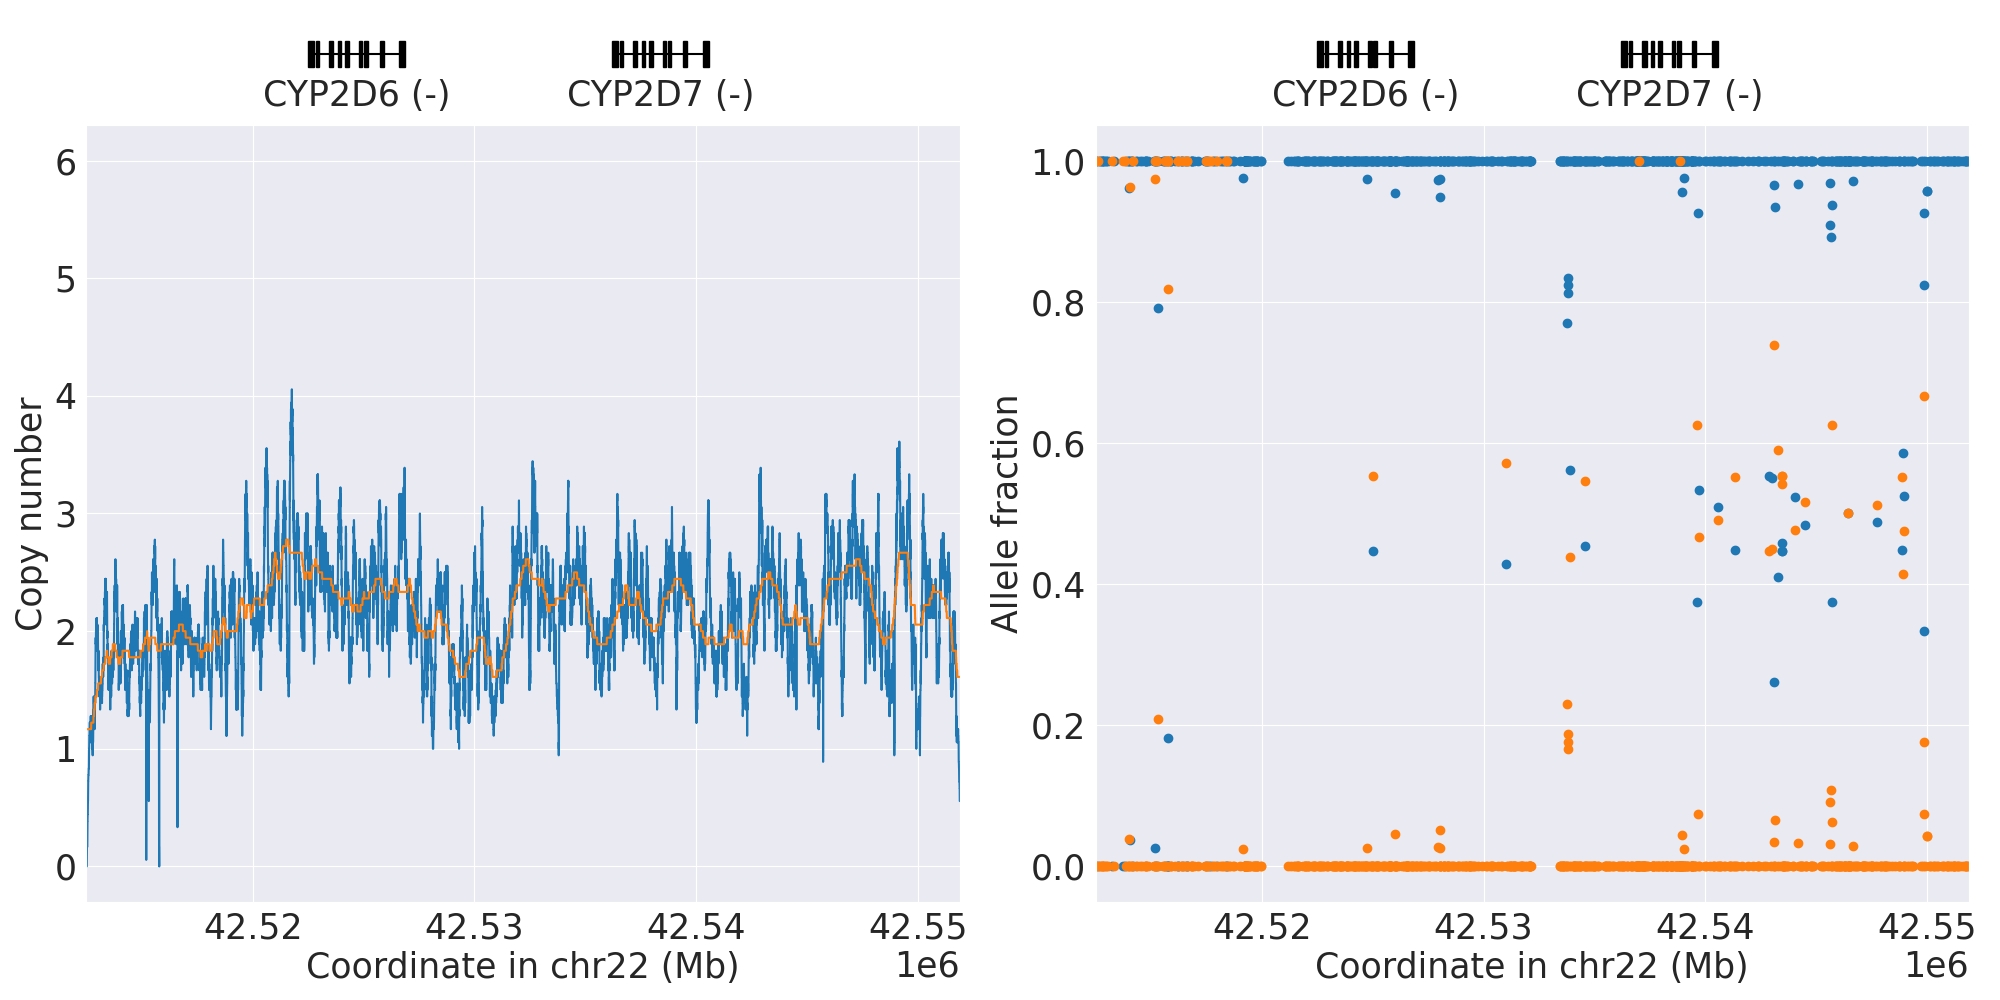 CYP2D6 (-) CYP2D7 (-)
6
5
4
3
2
1
0
Copy number
42.52 42.53 42.54 42.55
Coordinate in chr22 (Mb)
1e6
CYP2D6 (-) CYP2D7 (-)
1.0
0.8
0.6
0.4
0.2
0.0
Allele fraction
42.52 42.53 42.54 42.55
Coordinate in chr22 (Mb)
1e6